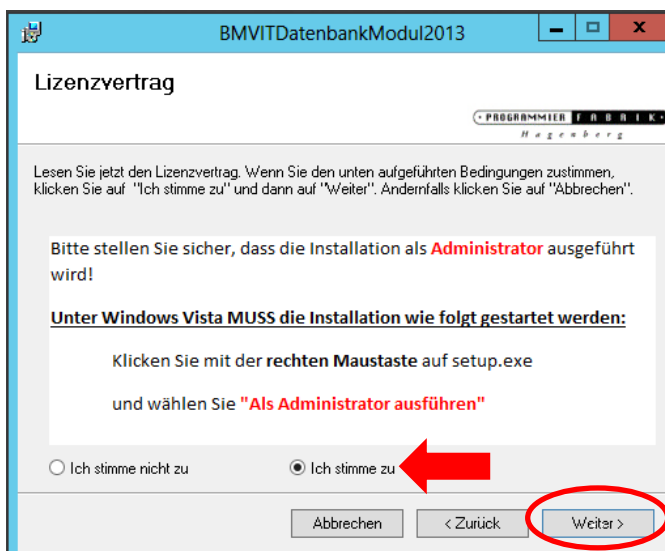 BMVITDatenbankModul2013
Lizenzvertrag
PROGRAMMIER FABRIK
Hagenberg
Lesen Sie jetzt den Lizenzvertrag. Wenn Sie den unten aufgeführten Bedingungen zustimmen,
klicken Sie auf "Ich stimme zu" und dann auf "Weiter". Andernfalls klicken Sie auf "Abbrechen".
Bitte stellen Sie sicher, dass die Installation als Administrator ausgeführt
wird!
Unter Windows Vista MUSS die Installation wie folgt gestartet werden:
Klicken Sie mit der rechten Maustaste auf setup.exe
und wählen Sie "Als Administrator ausführen"
Ich stimme nicht zu
Ich stimme zu
Abbrechen
< Zurück
Weiter >